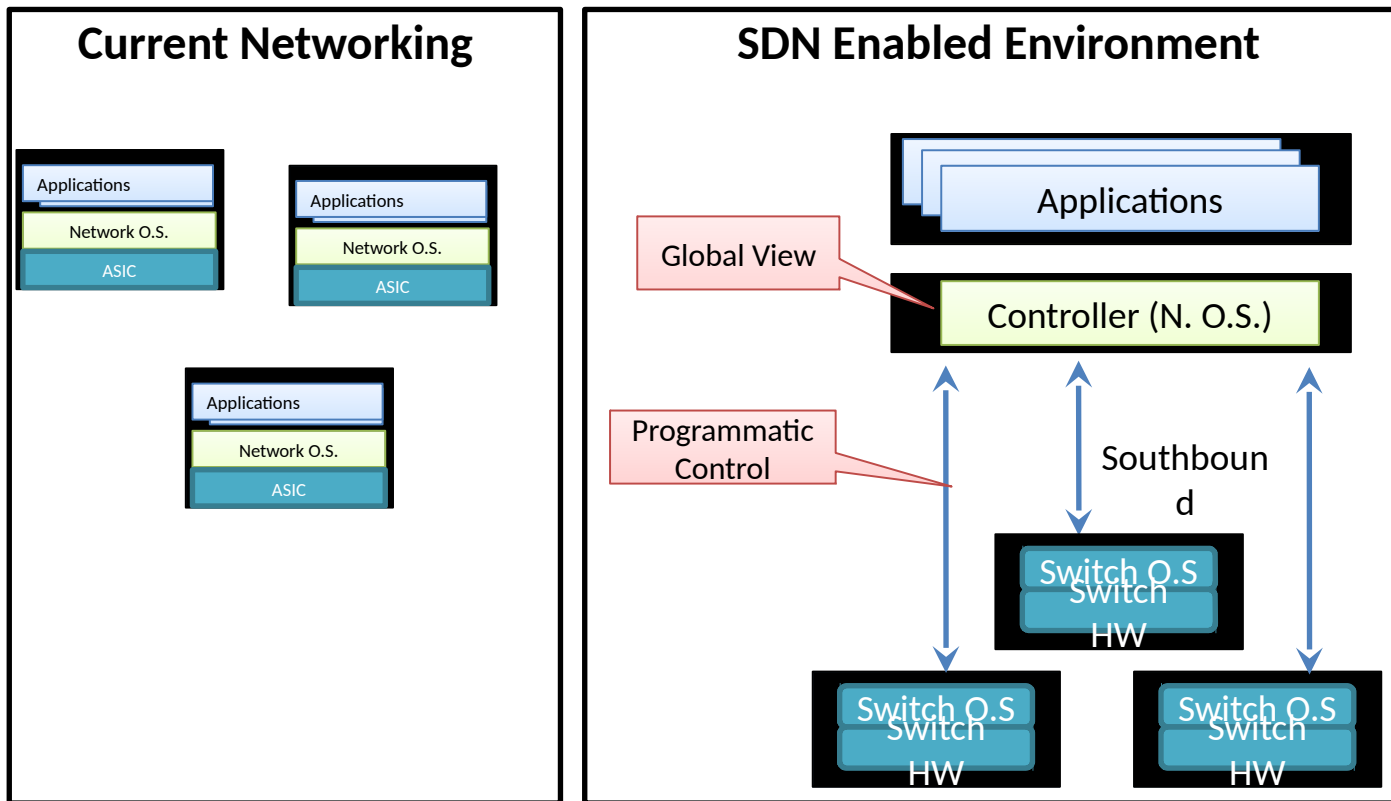 Current Networking
Applications
Network O.S.
ASIC
Applications
Network O.S.
ASIC
Applications
Network O.S.
ASIC
SDN Enabled Environment
Applications
Global View
Controller (N. O.S.)
Programmatic
Control
Southboun
d
Switch O.S
Switch
HW
Switch O.S
Switch
HW
Switch O.S
Switch
HW